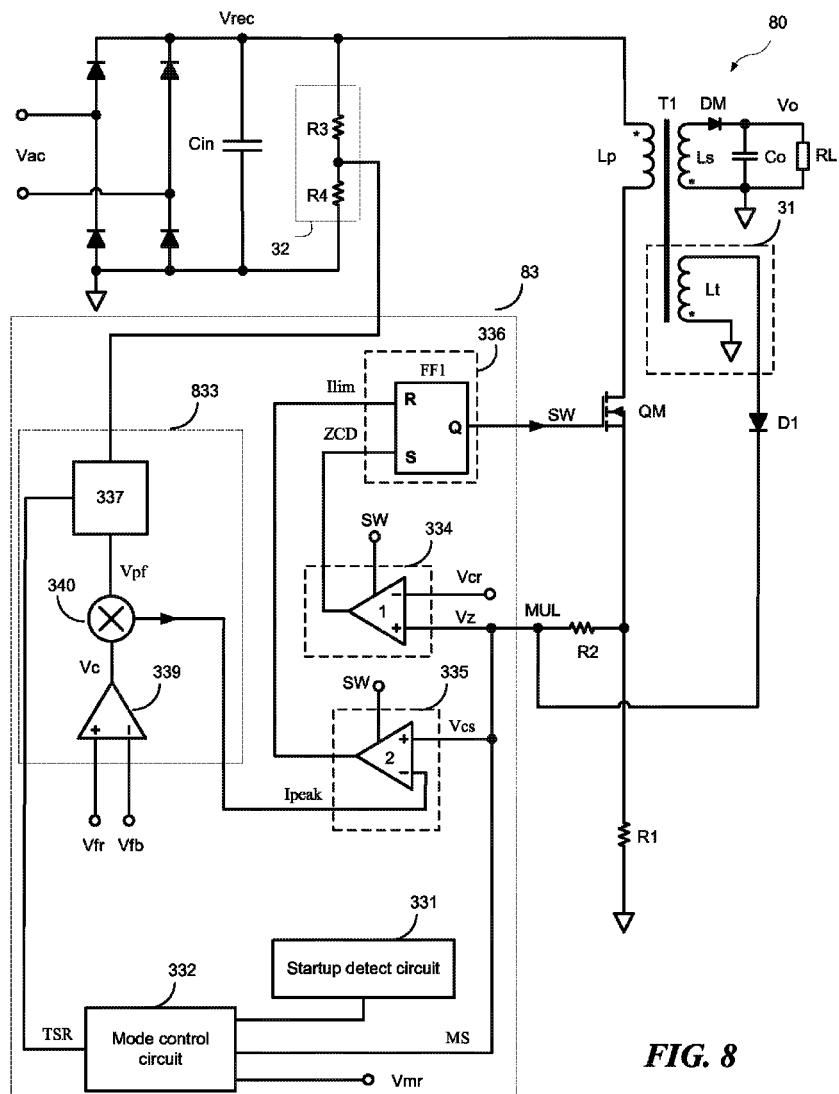 Vrec
80
T1
DM
Vo
R3
Vac
Cin
Lp
*
Ls
*
Co
RL
R4
32
31
Lt
*
83
336
FF1
Ilim
R
833
ZCD
Q
SW
QM
D1
S
337
SW
334
Vpf
Vcr
340
1
Vz
MUL
R2
Vc
339
SW
335
Vcs
2
Ipeak
R1
Vfr
Vfb
331
Startup detect circuit
332
TSR
Mode control
circuit
MS
Vmr
FIG. 8